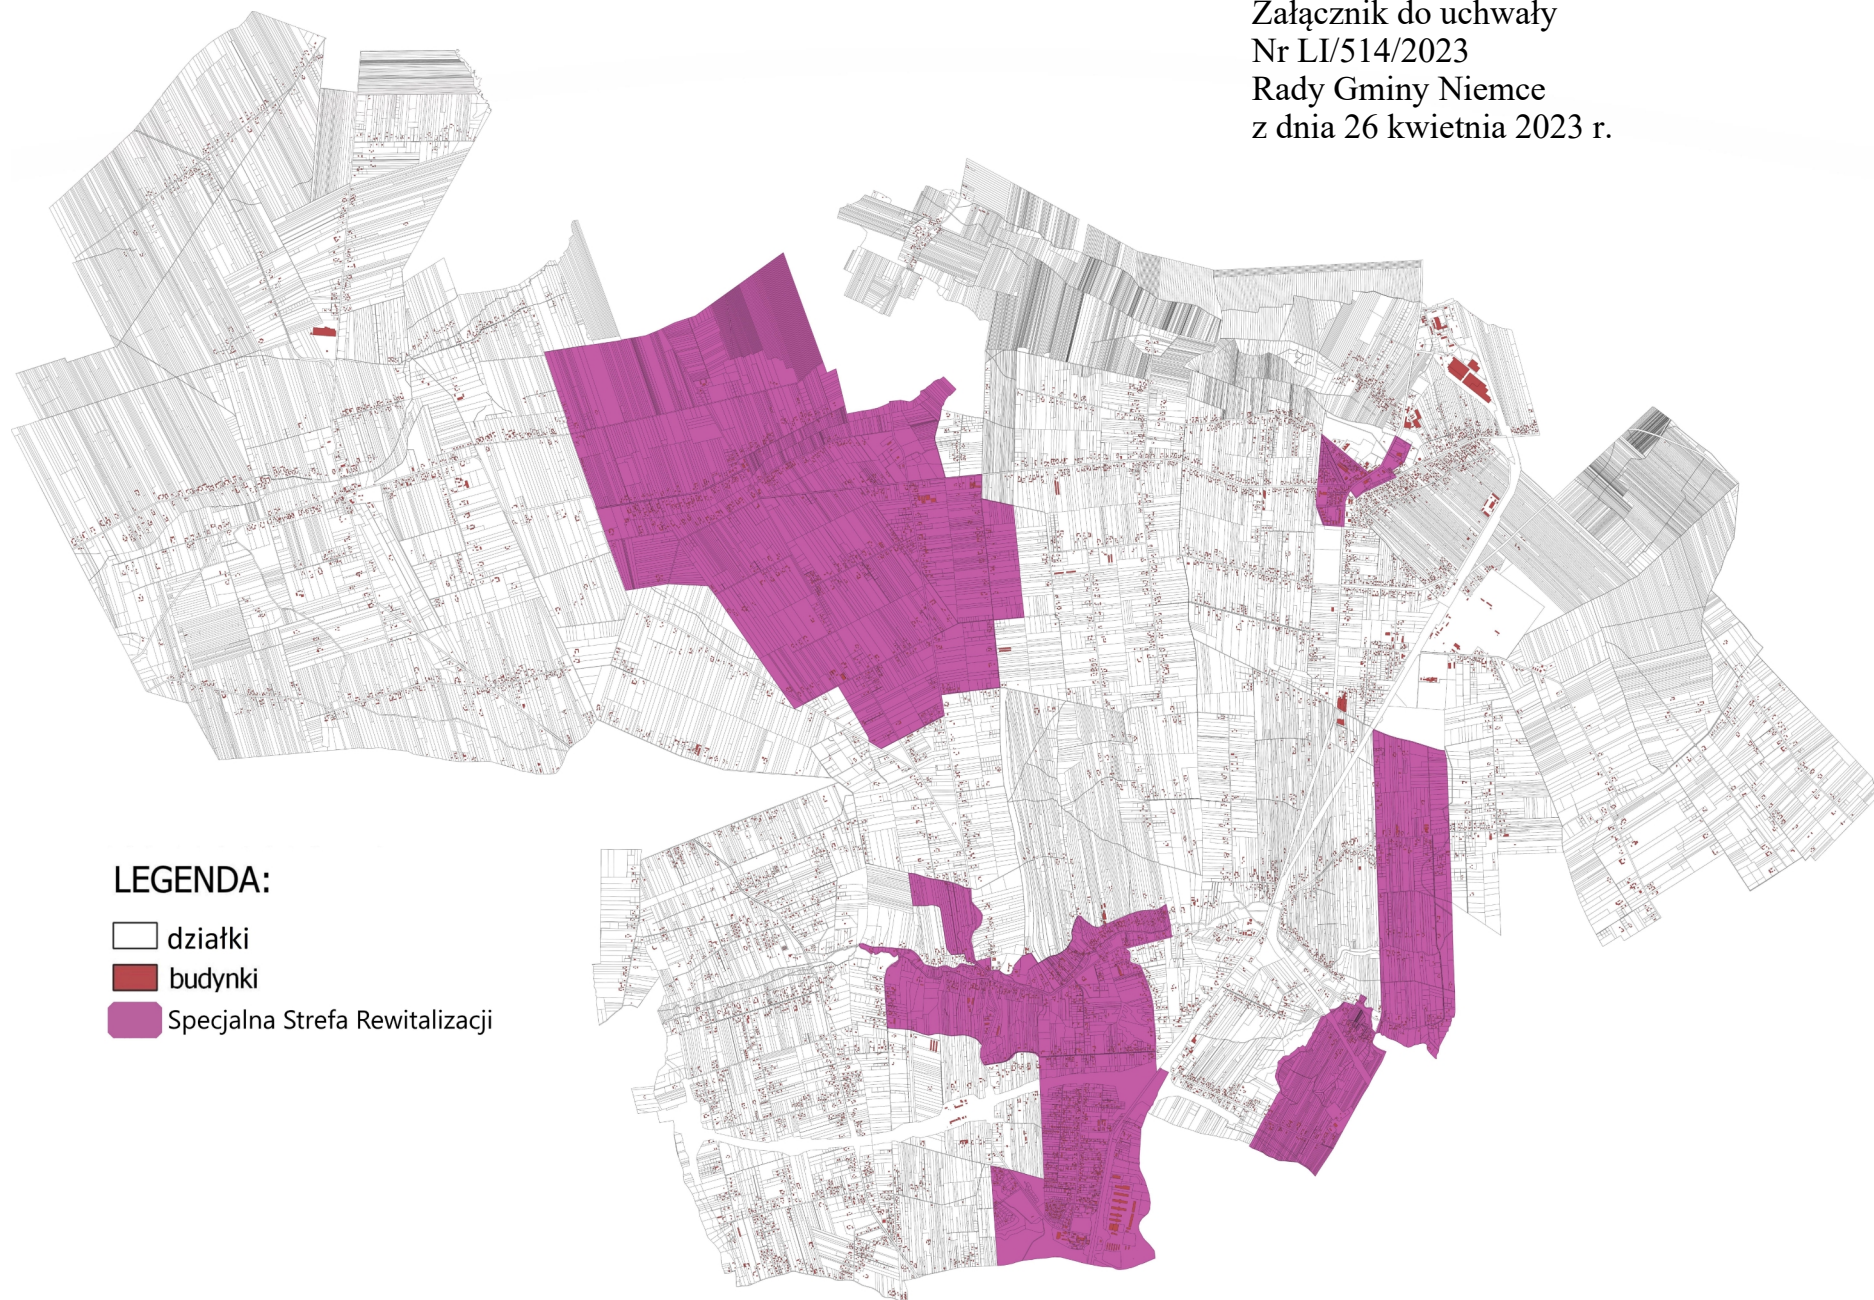 Załącznik do uchwały
Nr LI/514/2023
Rady Gminy Niemce
z dnia 26 kwietnia 2023 r.
LEGENDA:
działki
budynki
Specjalna Strefa Rewitalizacji